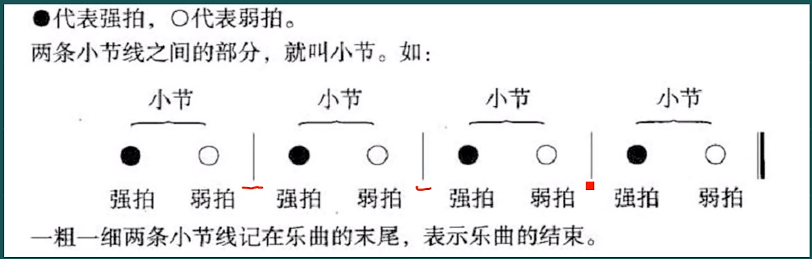 ●代表强拍，○代表弱拍。
两条小节线之间的部分，就叫小节。如：
小节 小节 小节 小节
强拍 弱拍 强拍 弱拍 强拍 弱拍 强拍 弱拍
一粗一细两条小节线记在乐曲的末尾，表示乐曲的结束。